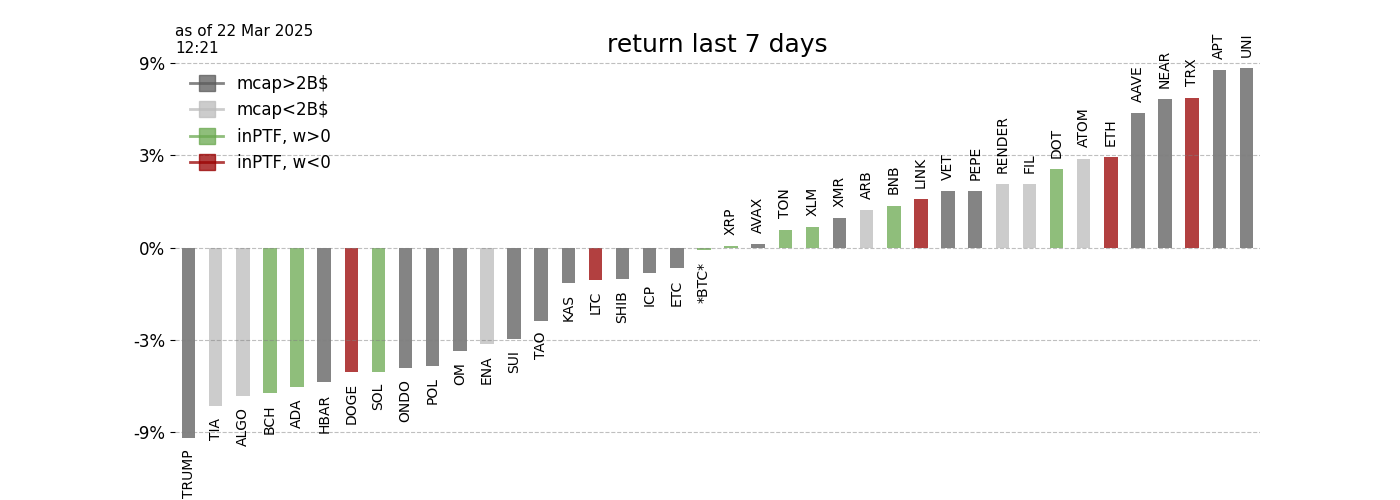 as of 22 Mar 2025
12:21
return last 7 days
9%
3%
0%
-3%
-9%
mcap>2B$
mcap<2B$
inPTF, w>0
inPTF, w<0
TRUMP
TIA
ALGO
BCH
ADA
HBAR
DOGE
SOL
ONDO
POL
OM
ENA
SUI
TAO
KAS
LTC
SHIB
ICP
ETC
*BTC*
XRP
AVAX
TON
XLM
XMR
ARB
BNB
LINK
VET
PEPE
RENDER
FIL
DOT
ATOM
ETH
AAVE
NEAR
TRX
APT
UNI